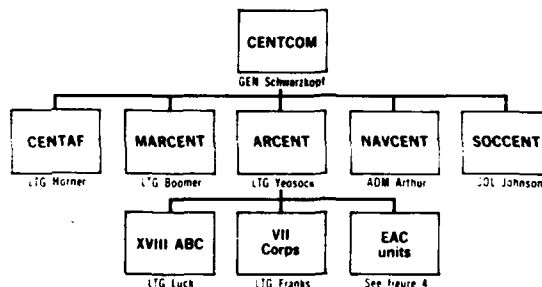 CENTCOM
GEN Schwarzkopf
CENTAF
MARCENT
ARCENT
NAVCENT
SOCCENT
LTG Horner
LTG Boomer
LTG Yeosock
ADM Arthur
COL Johnson
XVIII ABC
VII
Corps
EAC
units
LTG Luck
LTG Franks
See figure 4